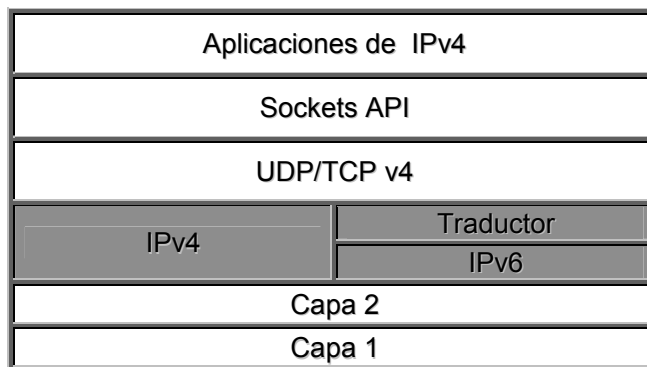 Aplicaciones de IPv4
Sockets API
UDP/TCP v4
IPv4
Traductor
IPv6
Capa 2
Capa 1